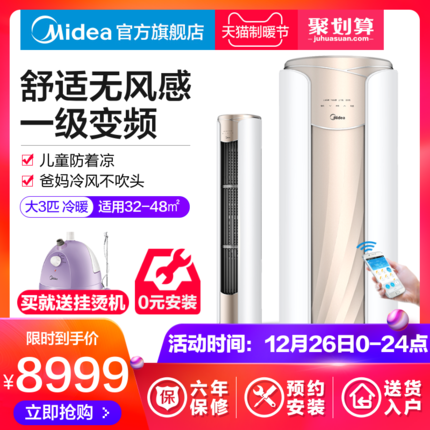 Midea 官方旗舰店
天猫制暖节
聚划算
juhuasuan.com
舒适无风感
一级变频
儿童防着凉
爸妈冷风不吹头
大3匹 冷暖
适用32-48㎡
Midea
买就送挂烫机
0元安装
限时到手价
¥8999
立即抢购
活动时间：12月26日0-24点
保
六年保修
预约安装
送货入户